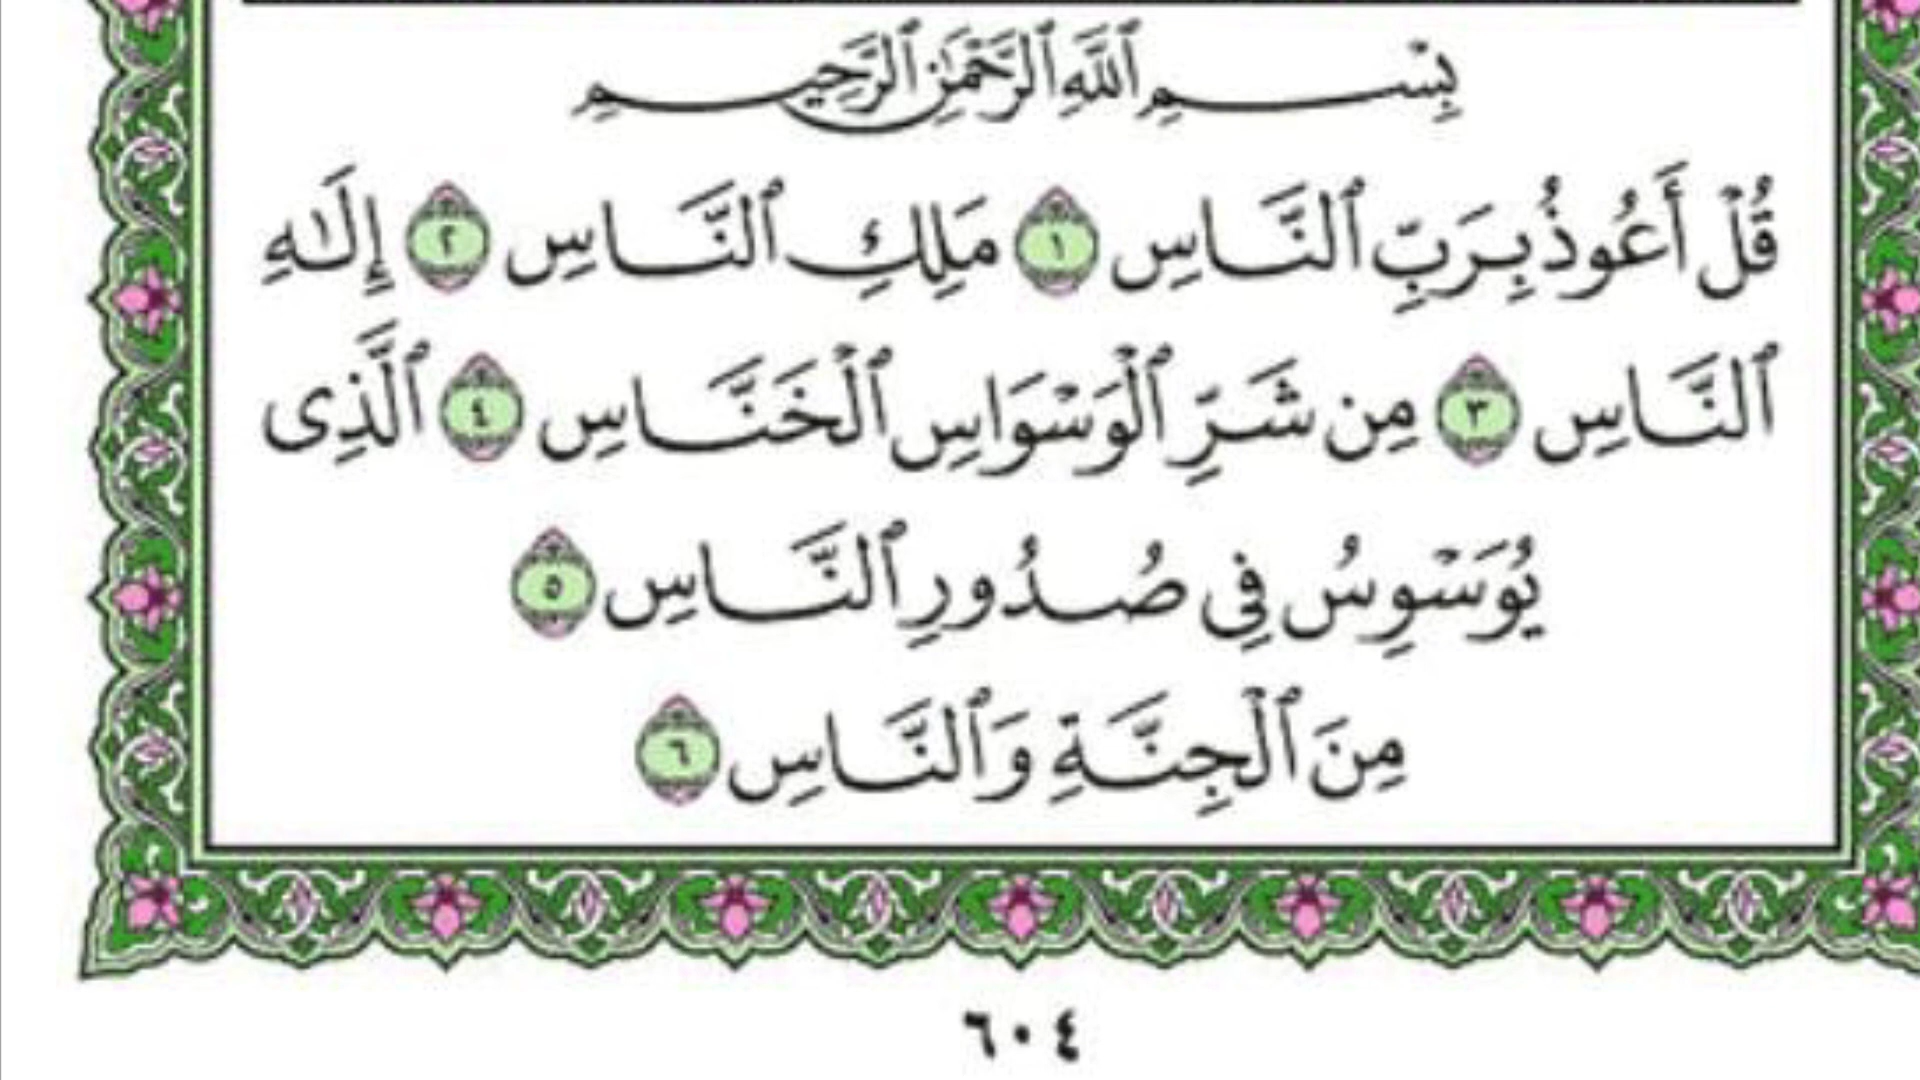 بِسۡمِ ٱللَّهِ ٱلرَّحۡمَٰنِ ٱلرَّحِيمِ
قُلۡ أَعُوذُ بِرَبِّ ٱلنَّاسِ ١ مَلِكِ ٱلنَّاسِ ٢ إِلَٰهِ
ٱلنَّاسِ ٣ مِن شَرِّ ٱلۡوَسۡوَاسِ ٱلۡخَنَّاسِ ٤ ٱلَّذِى
يُوَسۡوِسُ فِى صُدُورِ ٱلنَّاسِ ٥
مِنَ ٱلۡجِنَّةِ وَٱلنَّاسِ ٦
٦٠٤